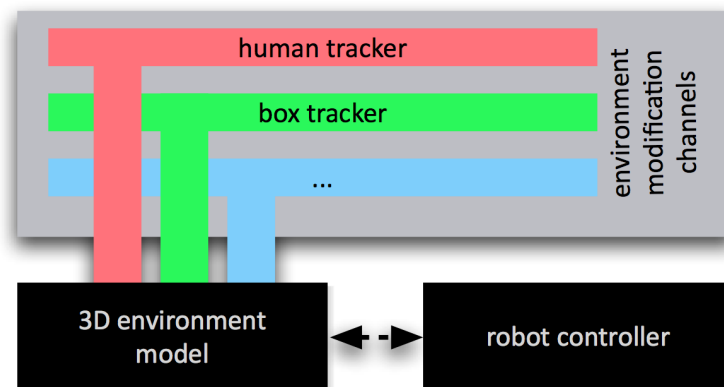 human tracker
box tracker
...
environment
modification
channels
3D environment
model
robot controller